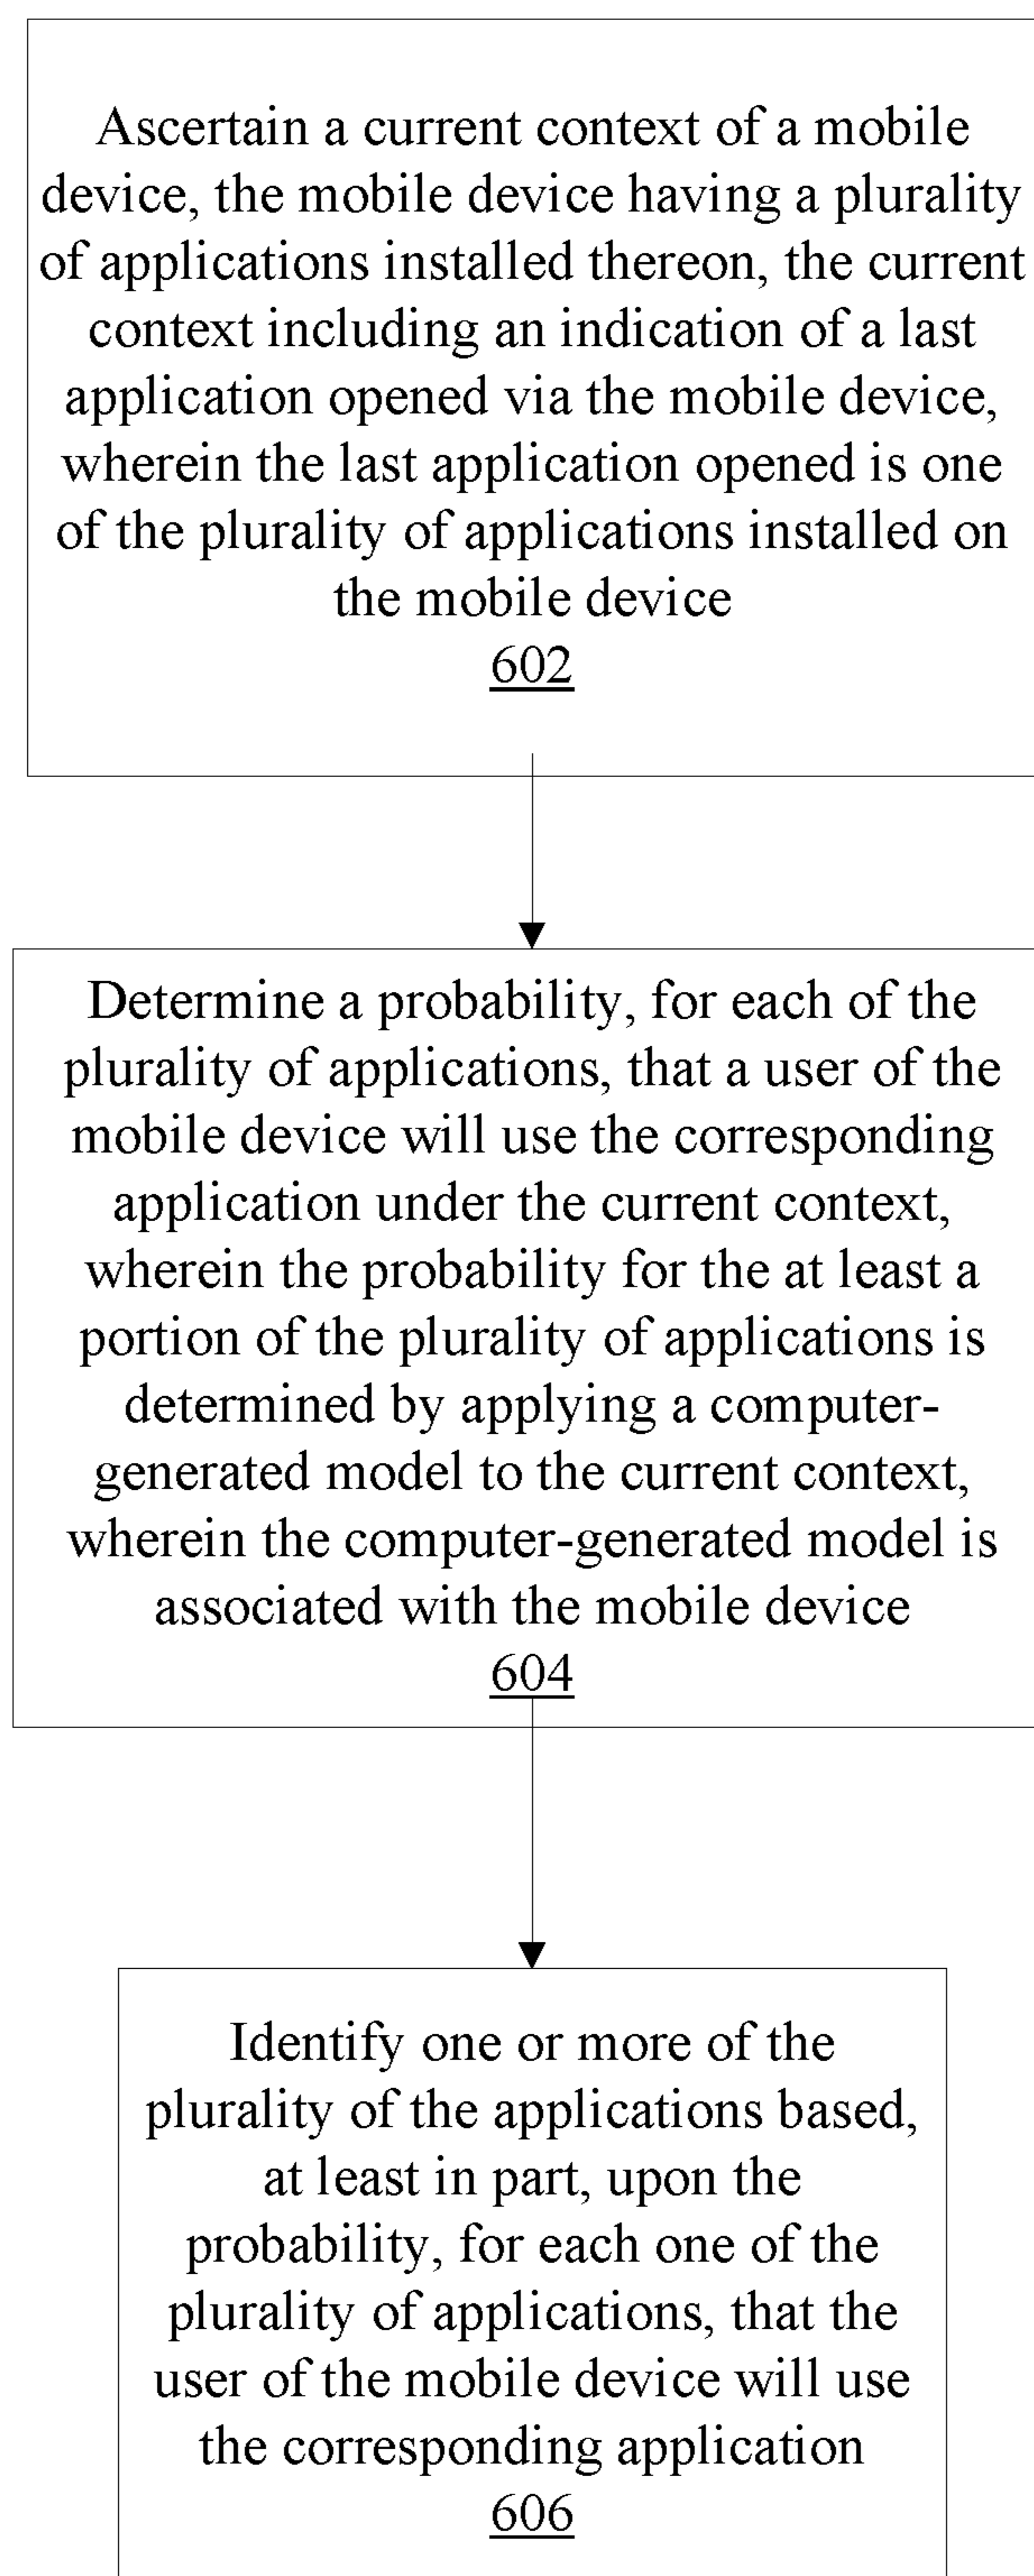 Ascertain a current context of a mobile
device, the mobile device having a plurality
of applications installed thereon, the current
context including an indication of a last
application opened via the mobile device,
wherein the last application opened is one
of the plurality of applications installed on
the mobile device
602
Determine a probability, for each of the
plurality of applications, that a user of the
mobile device will use the corresponding
application under the current context,
wherein the probability for the at least a
portion of the plurality of applications is
determined by applying a computer-
generated model to the current context,
wherein the computer-generated model is
associated with the mobile device
604
Identify one or more of the
plurality of the applications based,
at least in part, upon the
probability, for each one of the
plurality of applications, that the
user of the mobile device will use
the corresponding application
606